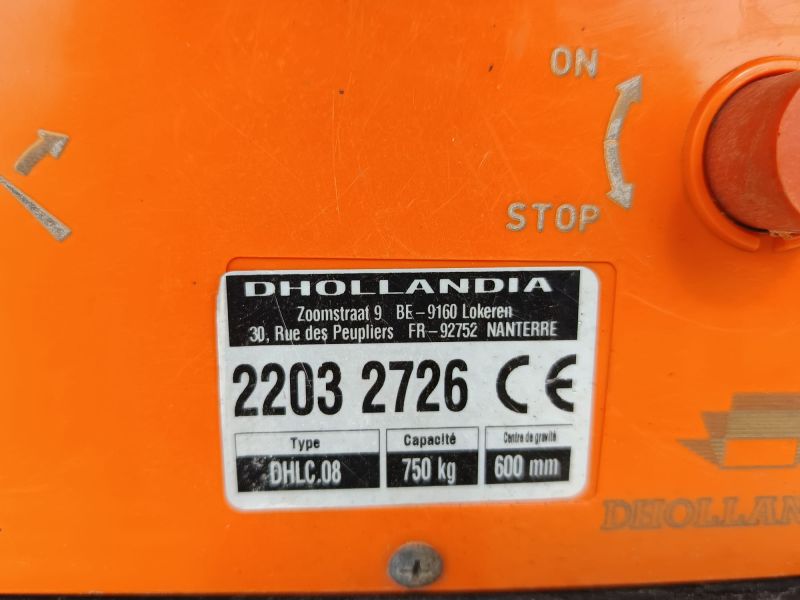 ON
STOP
DHOLLANDIA
Zoomstraat 9 BE-9160 Lokeren
30, Rue des Peupliers FR-92752 NANTERRE
2203 2726 CE
Type Capacité Centre de gravité
DHLC.08 750 kg 600 mm
DHOLLAN